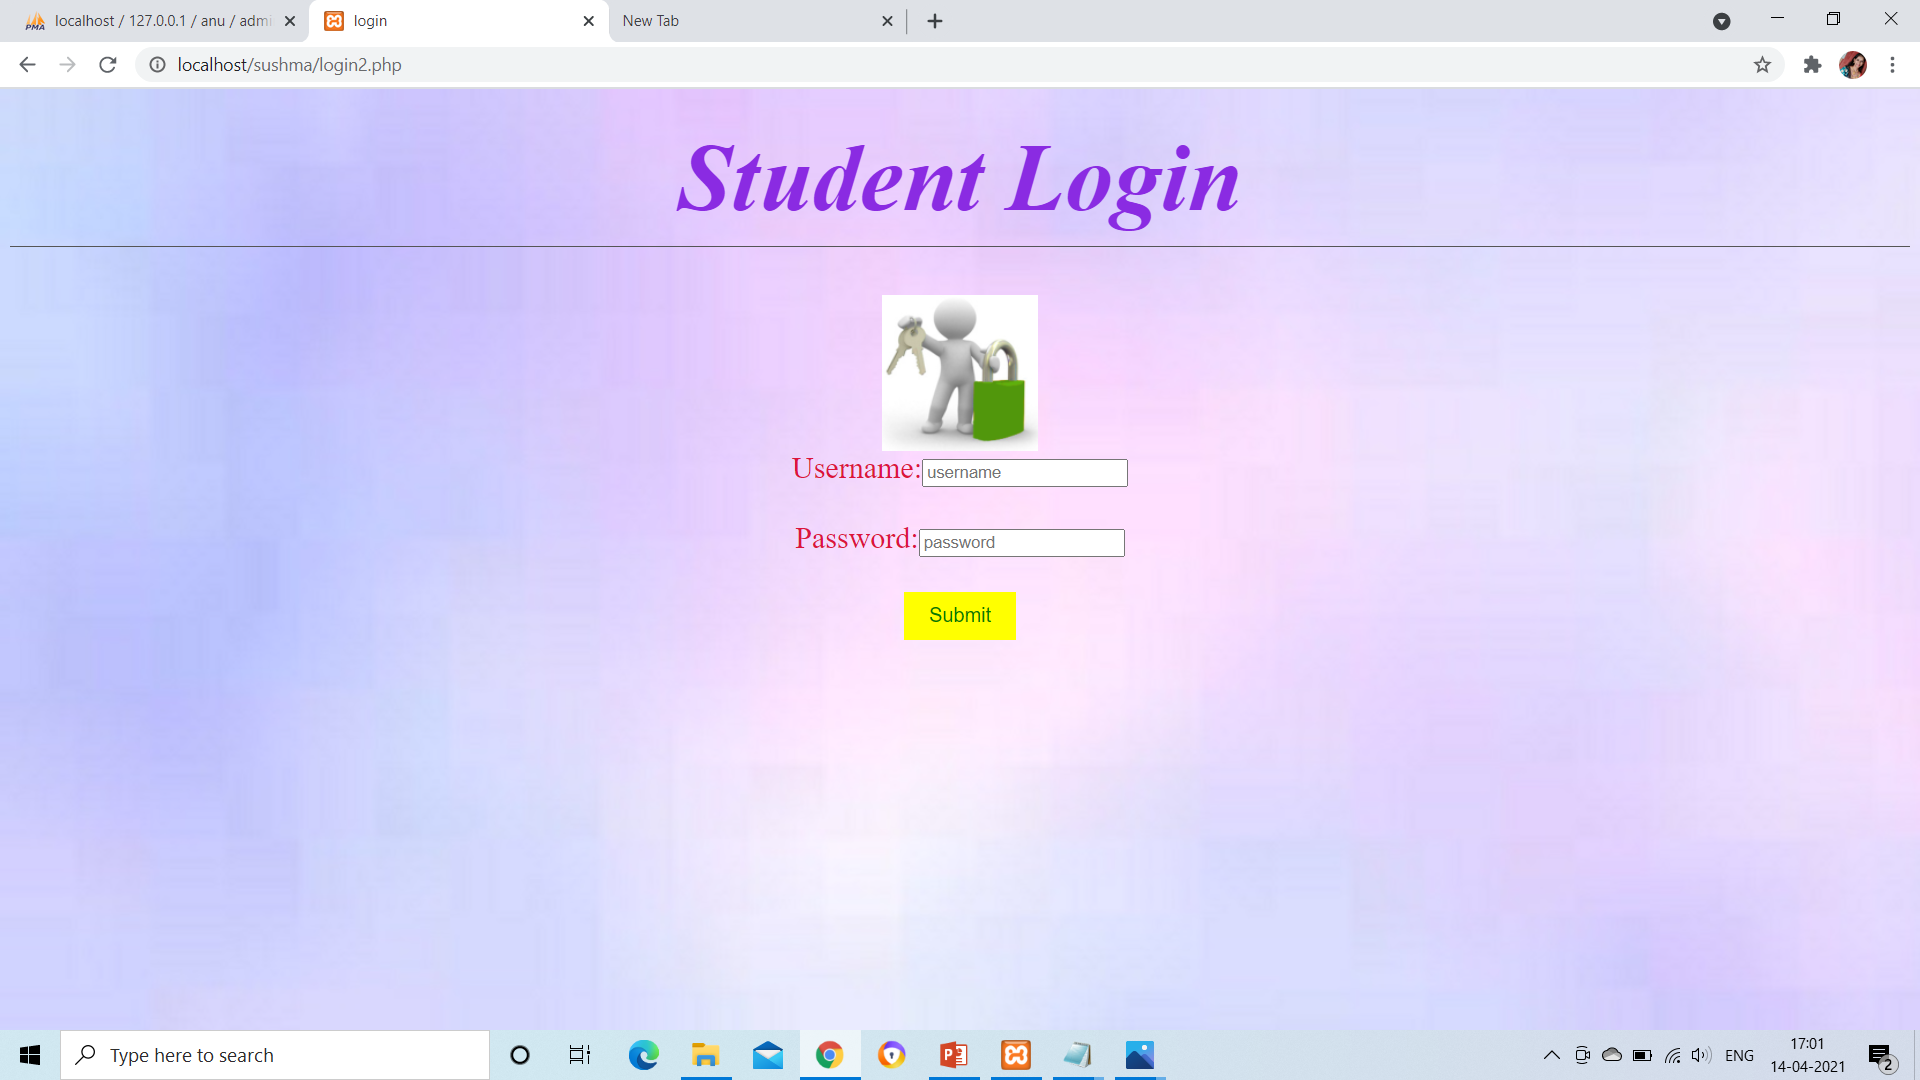 localhost / 127.0.0.1 / anu / admi
login
New Tab
localhost/sushma/login2.php
Student Login
Username:
username
Password:
password
Submit
Type here to search
ENG
17:01
14-04-2021
2